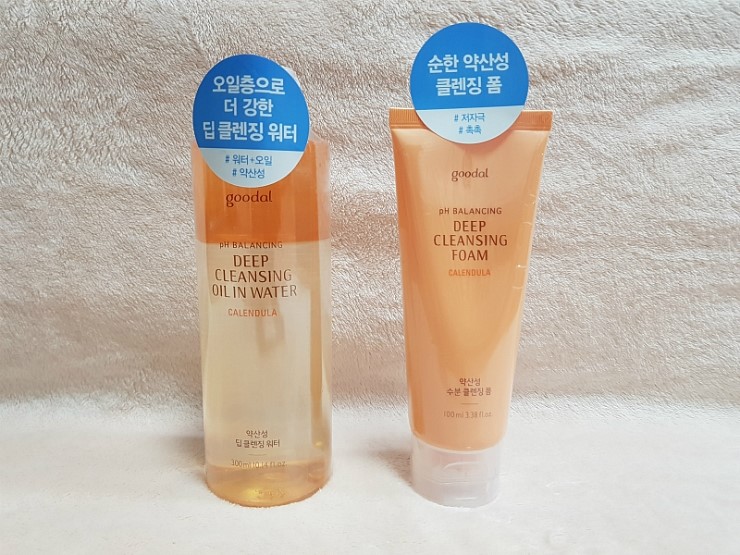 오일층으로
더 강한
딥 클렌징 워터
# 워터+오일
# 약산성
goodal
pH BALANCING
DEEP
CLEANSING
OIL IN WATER
CALENDULA
약산성
딥 클렌징 워터
순한 약산성
클렌징 폼
# 저자극
# 촉촉
goodal
pH BALANCING
DEEP
CLEANSING
FOAM
CALENDULA
약산성
수분 클렌징 폼
100 ml 3.38 fl.oz.